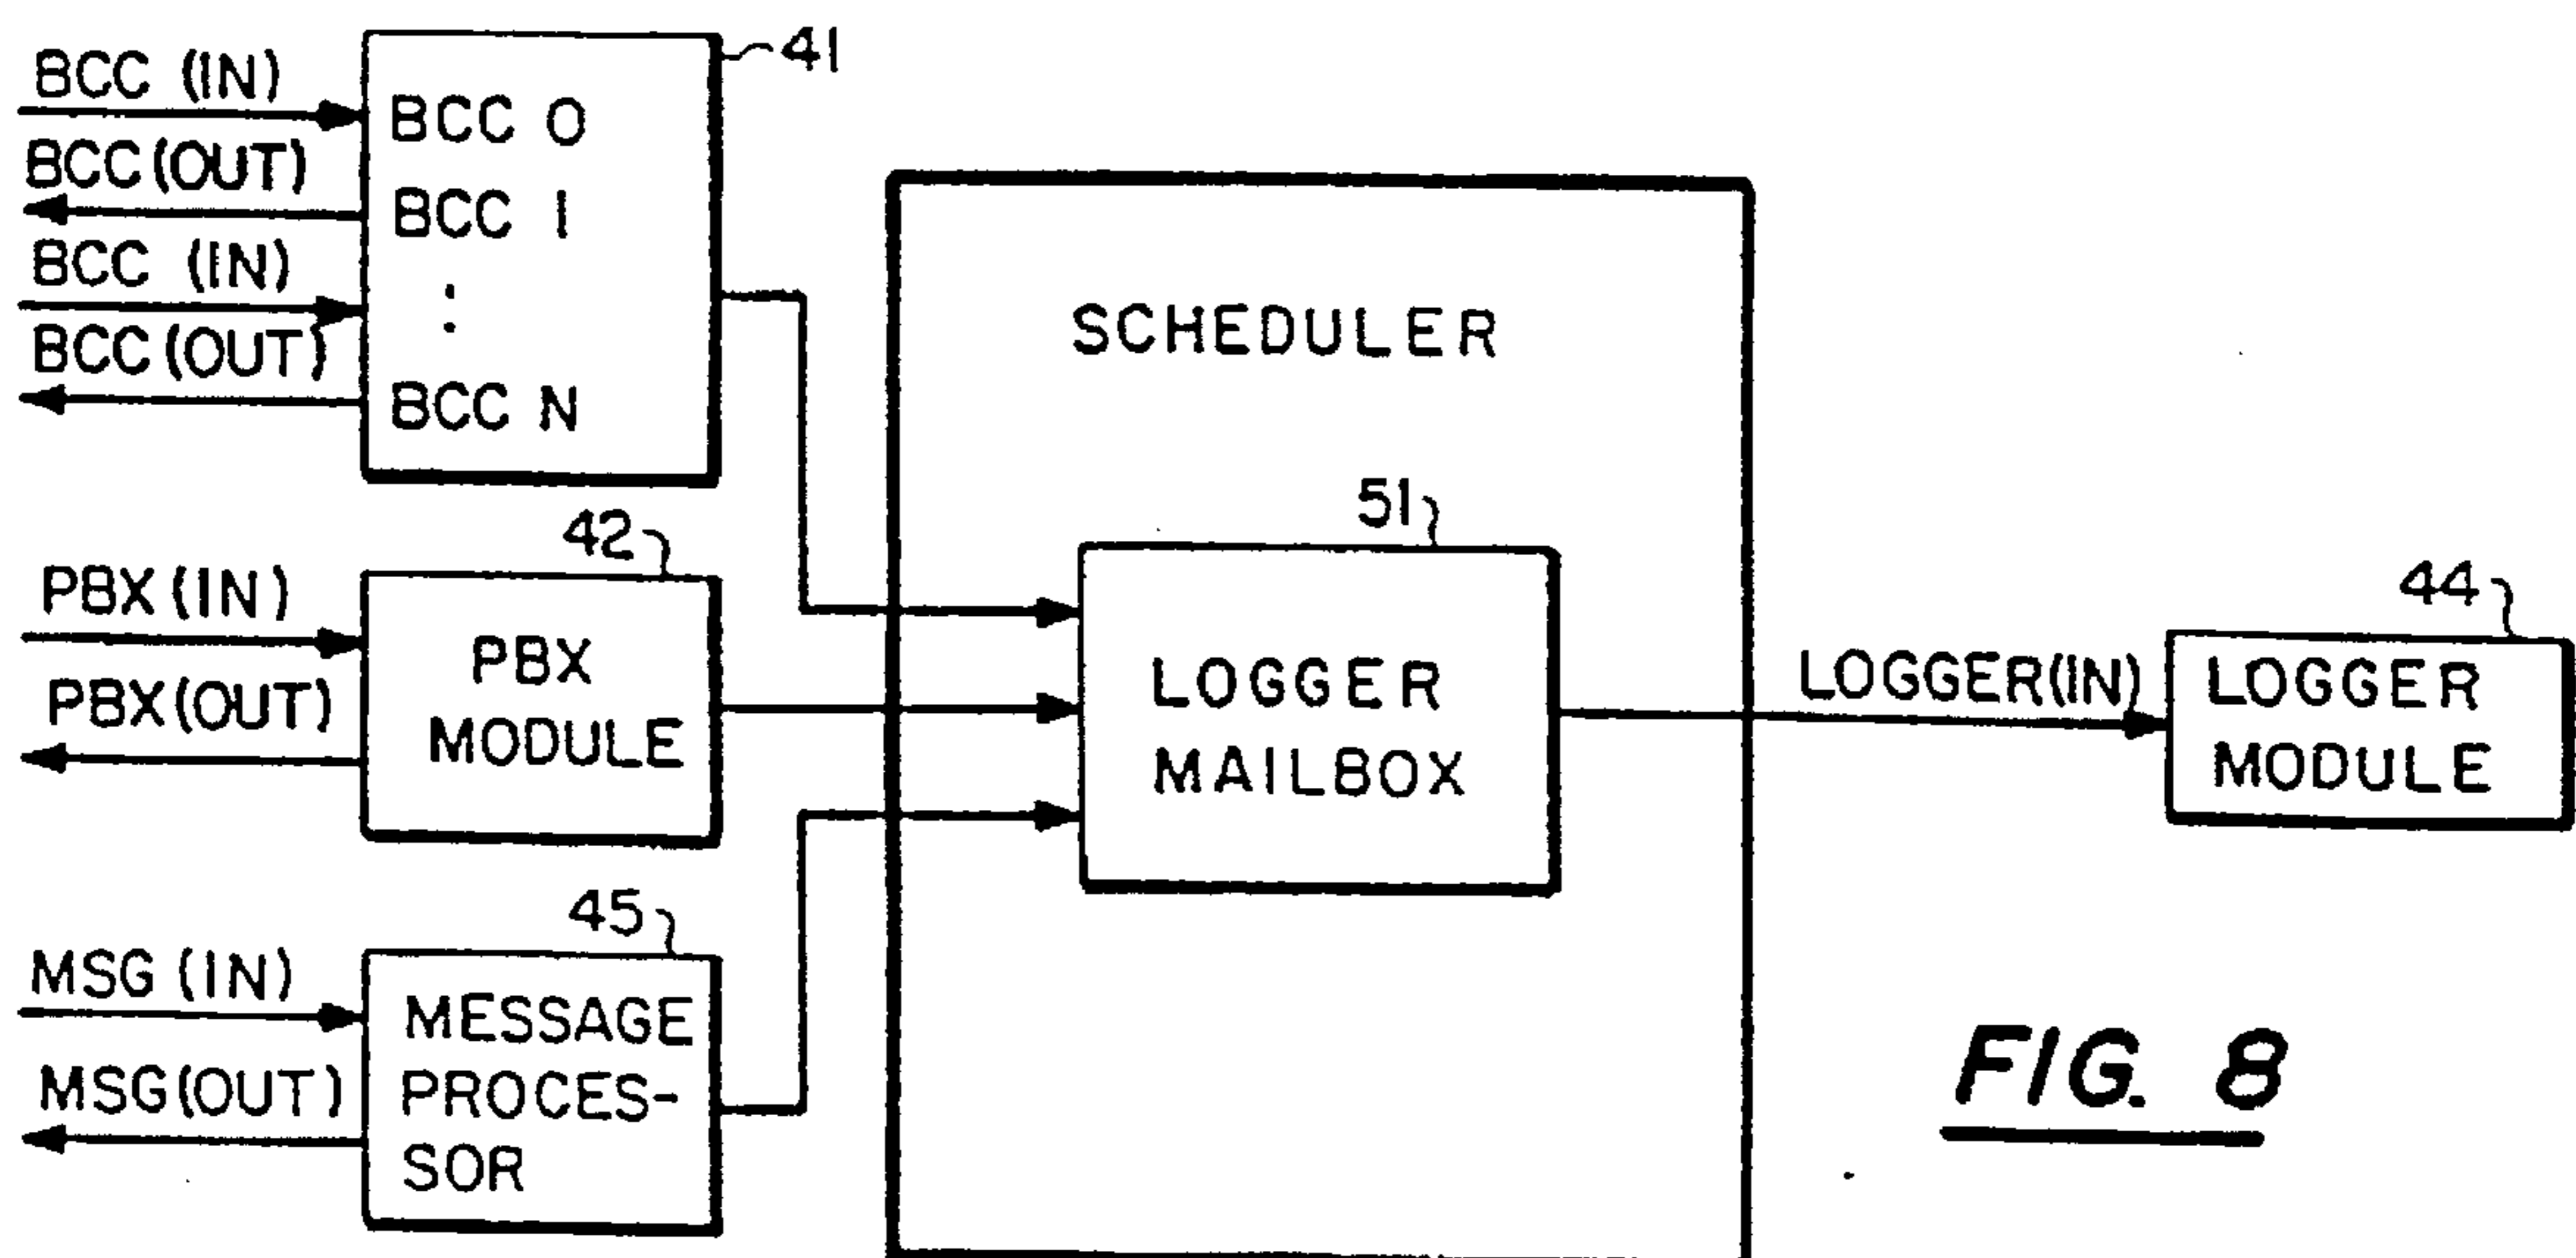 BCC (IN)
BCC (OUT)
BCC (IN)
BCC (OUT)
41
BCC 0
BCC 1
:
BCC N
PBX (IN)
PBX (OUT)
42
PBX
MODULE
MSG (IN)
MSG (OUT)
45
MESSAGE
PROCES-
SOR
SCHEDULER
51
LOGGER
MAILBOX
LOGGER(IN)
44
LOGGER
MODULE
FIG. 8